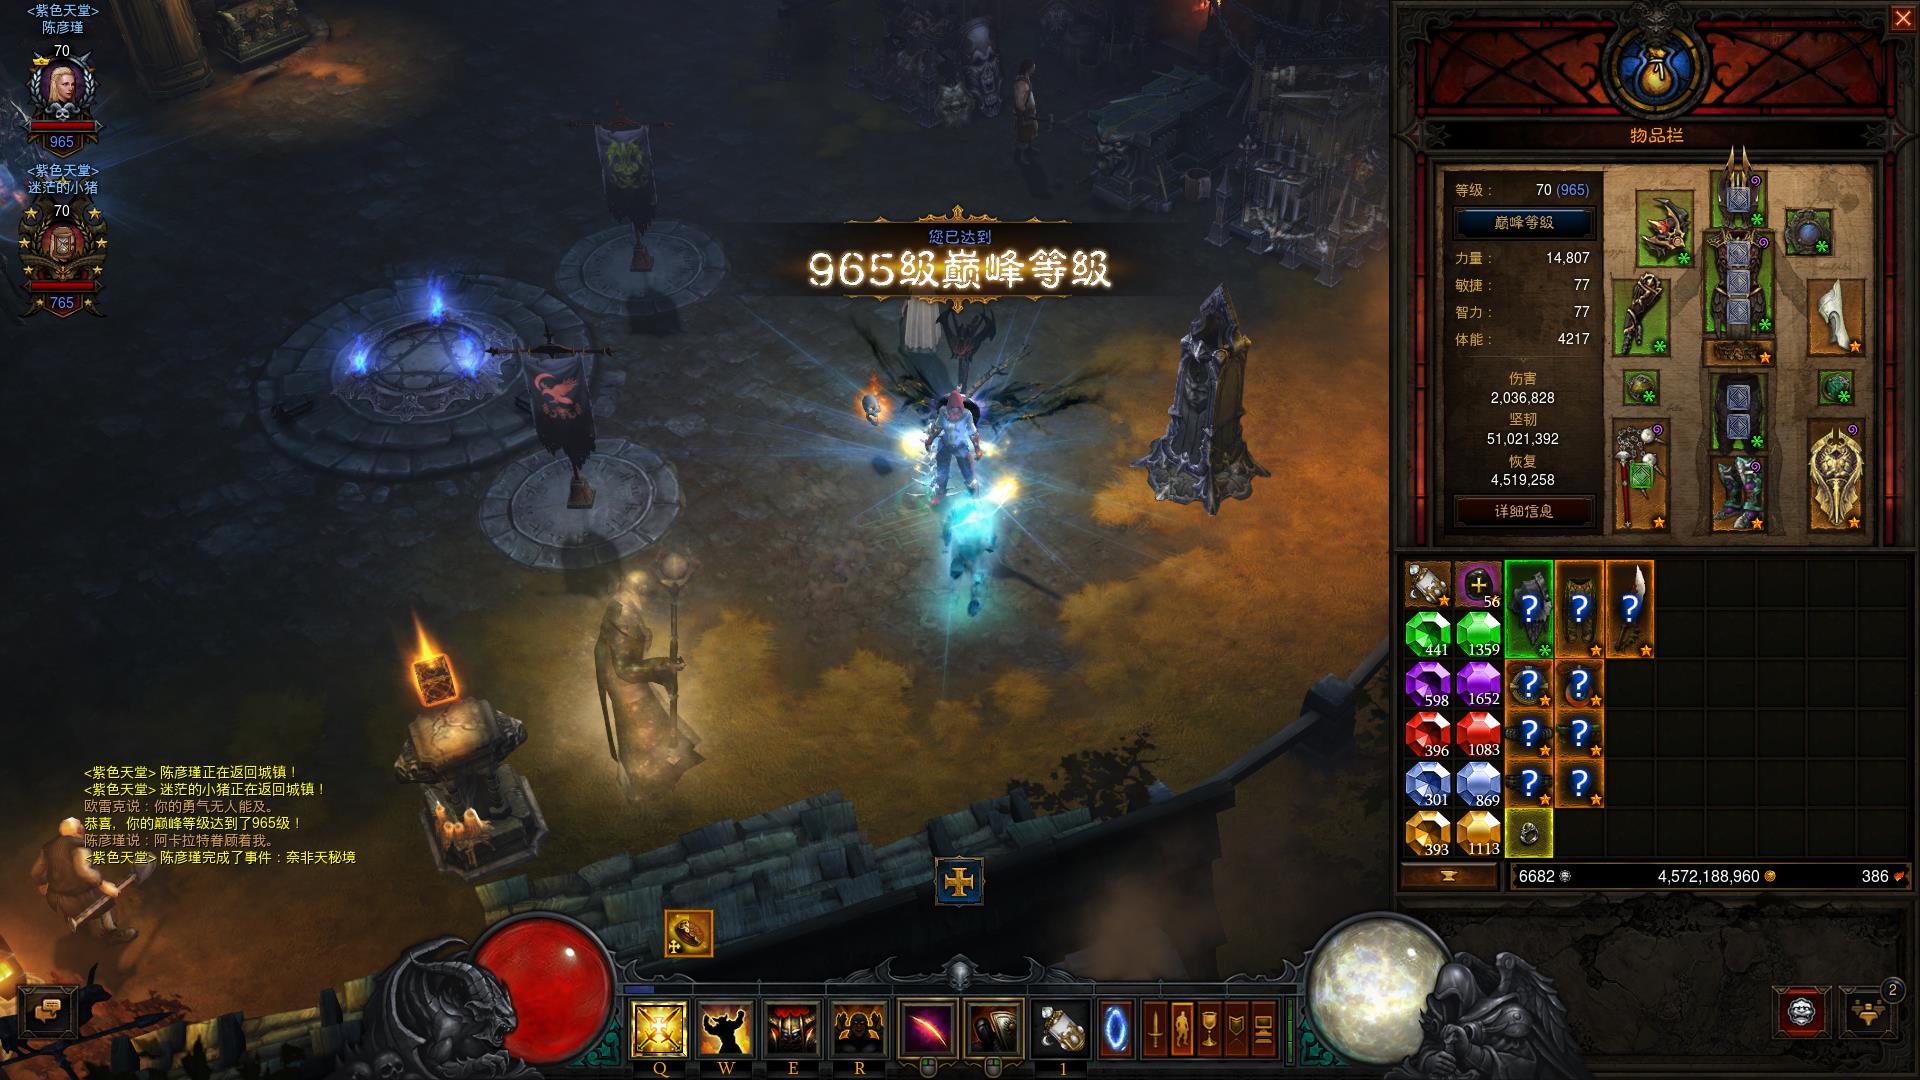 <紫色天堂>
陈彦瑾
70
965
<紫色天堂>
迷茫的小猪
70
765
您已达到
965级巅峰等级
物品栏
等级： 70 (965)
巅峰等级
力量： 14,807
敏捷： 77
智力： 77
体能： 4217
伤害
2,036,828
坚韧
51,021,392
恢复
4,519,258
详细信息
56
441 1359
598 1652
396 1083
301 869
393 1113
? ? ?
? ?
? ?
? ?
6682 4,572,188,960 386
<紫色天堂> 陈彦瑾正在返回城镇！
<紫色天堂> 迷茫的小猪正在返回城镇！
欧雷克说：你的勇气无人能及。
恭喜，你的巅峰等级达到了965级！
陈彦瑾说：阿卡拉特眷顾着我。
<紫色天堂> 陈彦瑾完成了事件：奈非天秘境
Q W E R 1
2